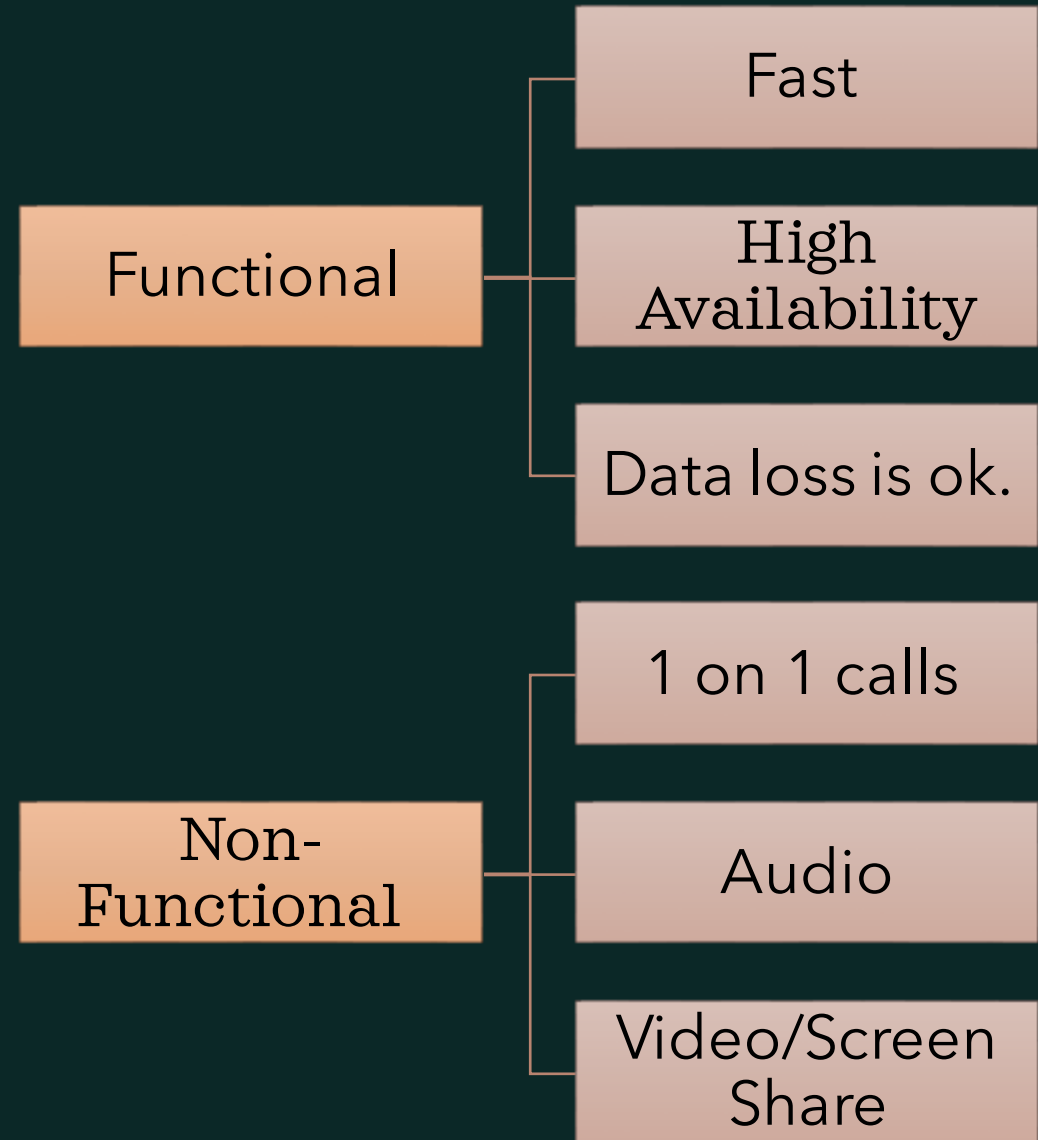 Functional
Fast
High
Availability
Data loss is ok.
Non-
Functional
1 on 1 calls
Audio
Video/Screen
Share